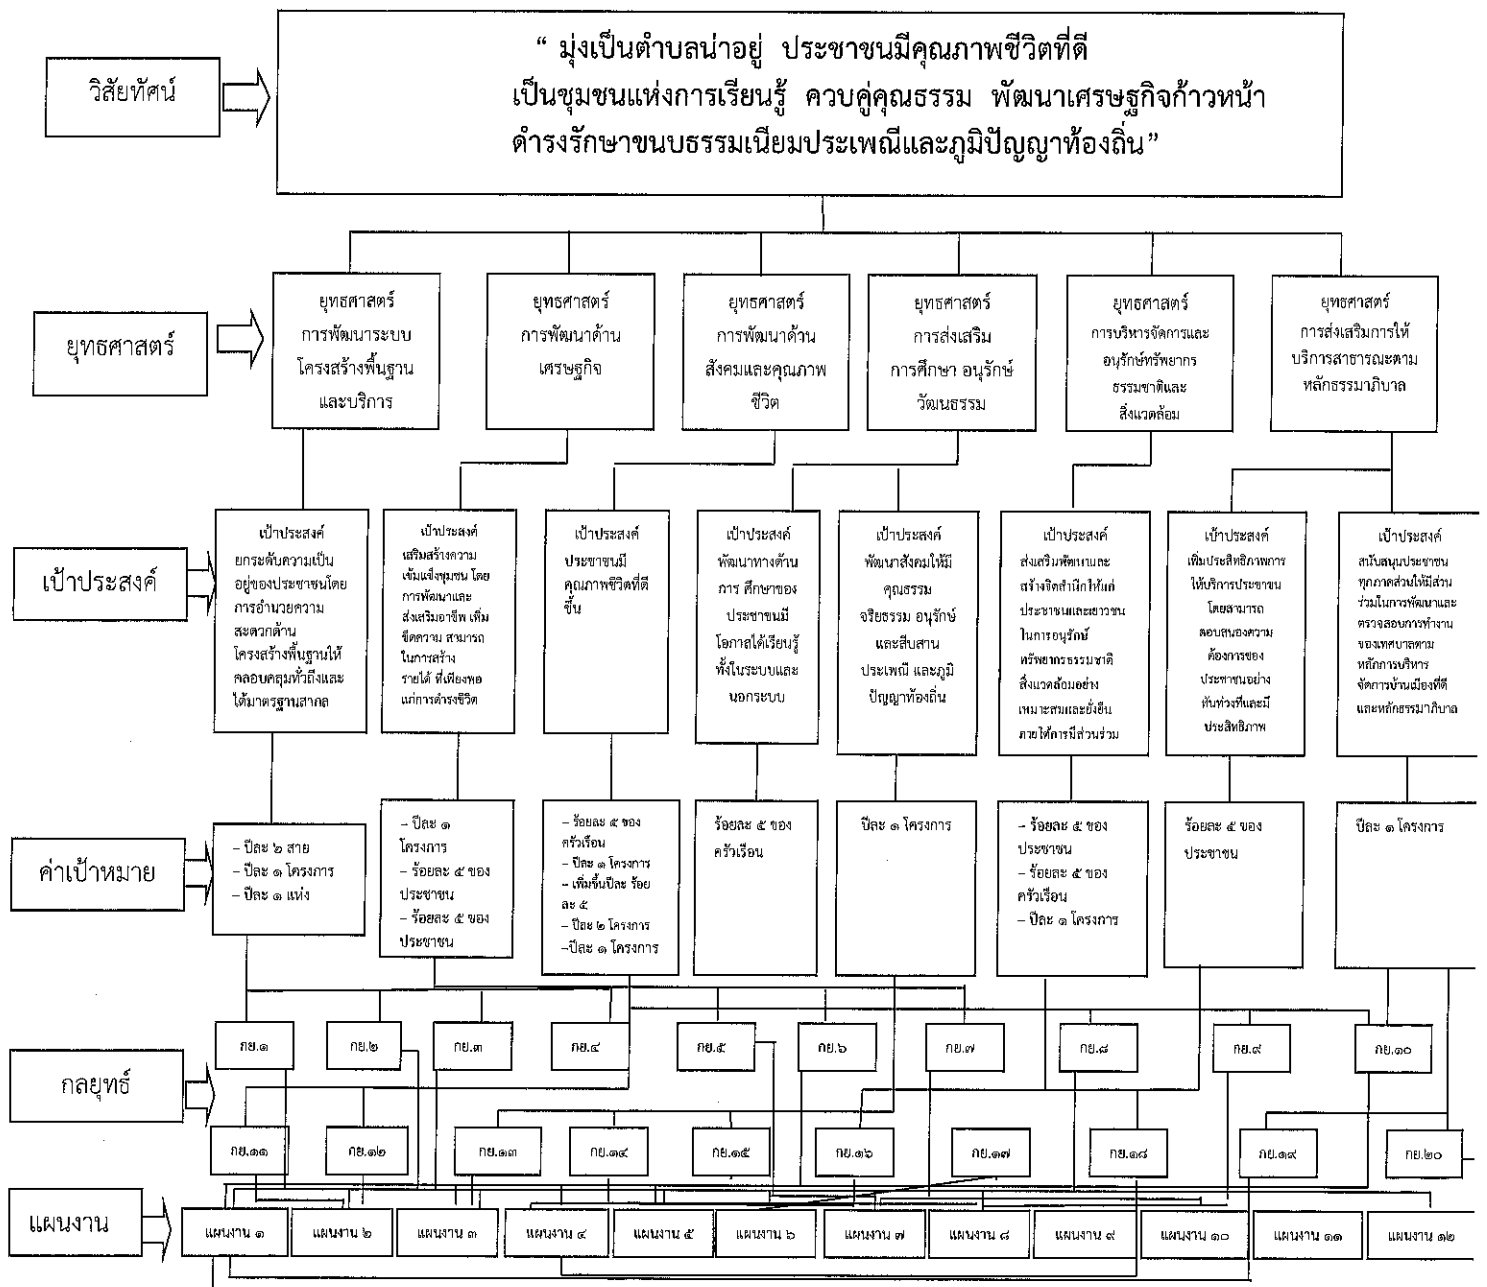 วิสัยทัศน์
“ มุ่งเป็นตำบลน่าอยู่ ประชาชนมีคุณภาพชีวิตที่ดี
เป็นชุมชนแห่งการเรียนรู้ ควบคู่คุณธรรม พัฒนาเศรษฐกิจก้าวหน้า
ดำรงรักษาขนบธรรมเนียมประเพณีและภูมิปัญญาท้องถิ่น”
ยุทธศาสตร์
ยุทธศาสตร์
การพัฒนาระบบ
โครงสร้างพื้นฐาน
และบริการ
ยุทธศาสตร์
การพัฒนาด้าน
เศรษฐกิจ
ยุทธศาสตร์
การพัฒนาด้วน
สังคมและคุณภาพ
ชีวิต
ยุทธศาสตร์
การส่งเสริม
การศึกษา อนุรักษ์
วัฒนธรรม
ยุทธศาสตร์
การบริหารจัดการและ
อนุรักษ์ทรัพยากร
ธรรมชาติและ
สิ่งแวดล้อม
ยุทธศาสตร์
การส่งเสริมการให้
บริการสาธารณะตาม
หลักธรรมาภิบาล
เป้าประสงค์
เป้าประสงค์
ยกระดับความเป็น
อยู่ของประชาชนโดย
การอำนวยความ
สะดวกด้าน
โครงสร้างพื้นฐานให้
คลอบคลุมทั่วถึงและ
ได้มาตรฐานสากล
เป้าประสงค์
เสริมสร้างความ
เข้มแข็งชุมชน โดย
การพัฒนาและ
ส่งเสริมอาชีพ เพิ่ม
ขีดความ สามารถ
ในการสร้าง
รายได้ ที่เพียงพอ
แก่การดำรงชีวิต
เป้าประสงค์
ประชาชนมี
คุณภาพชีวิตที่ดี
ขึ้น
เป้าประสงค์
พัฒนาทางด้าน
การ ศึกษาของ
ประชาชนมี
โอกาสได้เรียนรู้
ทั้งในระบบและ
นอกระบบ
เป้าประสงค์
พัฒนาสังคมให้มี
คุณธรรม
จริยธรรม อนุรักษ์
และสืบสาน
ประเพณี และภูมิ
ปัญญาท้องถิ่น
เป้าประสงค์
ส่งเสริมพัฒนาและ
สร้างจิตสำนึกให้แก่
ประชาชนและเยาวชน
ในการอนุรักษ์
ทรัพยากรธรรมชาติ
สิ่งแวดล้อมอย่าง
เหมาะสมและยั่งยืน
ภายใต้การมีส่วนร่วม
เป้าประสงค์
เพิ่มประสิทธิภาพการ
ให้บริการประชาชน
โดยสามารถ
ตอบสนองความ
ต้องการของ
ประชาชนอย่าง
ทันท่วงทีและมี
ประสิทธิภาพ
เป้าประสงค์
สนับสนุนประชาชน
ทุกภาคส่วนให้มีส่วน
ร่วมในการพัฒนาและ
ตรวจสอบการทำงาน
ของเทศบาลตาม
หลักการบริหาร
จัดการบ้านเมืองที่ดี
และหลักธรรมาภิบาล
ค่าเป้าหมาย
– ปีละ ๖ สาย
– ปีละ ๑ โครงการ
– ปีละ ๑ แห่ง
– ปีละ ๑
โครงการ
– ร้อยละ ๕ ของ
ประชาชน
– ร้อยละ ๕ ของ
ประชาชน
– ร้อยละ ๕ ของ
ครัวเรือน
– ปีละ ๑ โครงการ
– เพิ่มขึ้นปีละ ร้อย
ละ ๕
– ปีละ ๒ โครงการ
–ปีละ ๑ โครงการ
ร้อยละ ๕ ของ
ครัวเรือน
ปีละ ๑ โครงการ
– ร้อยละ ๕ ของ
ประชาชน
– ร้อยละ ๕ ของ
ครัวเรือน
– ปีละ ๑ โครงการ
ร้อยละ ๕ ของ
ประชาชน
ปีละ ๑ โครงการ
กลยุทธ์
กย.๑
กย.๒
กย.๓
กย.๔
กย.๕
กย.๖
กย.๗
กย.๘
กย.๙
กย.๑๐
กย.๑๑
กย.๑๒
กย.๑๓
กย.๑๔
กย.๑๕
กย.๑๖
กย.๑๗
กย.๑๘
กย.๑๙
กย.๒๐
แผนงาน
แผนงาน ๑
แผนงาน ๒
แผนงาน ๓
แผนงาน ๔
แผนงาน ๕
แผนงาน ๖
แผนงาน ๗
แผนงาน ๘
แผนงาน ๙
แผนงาน ๑๐
แผนงาน ๑๑
แผนงาน ๑๒